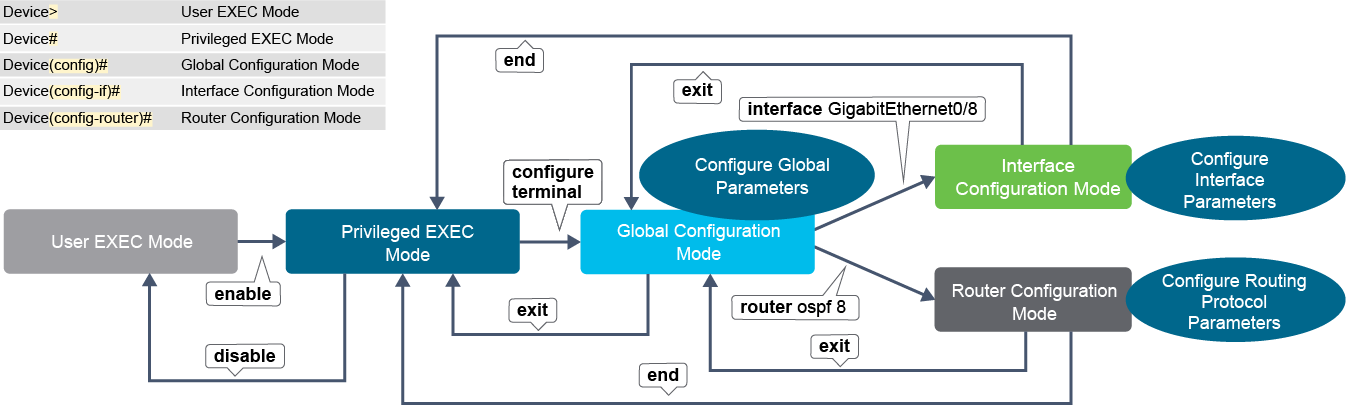 Device> User EXEC Mode
Device# Privileged EXEC Mode
Device(config)# Global Configuration Mode
Device(config-if)# Interface Configuration Mode
Device(config-router)# Router Configuration Mode
end
exit
interface GigabitEthernet0/8
configure
terminal
Configure Global
Parameters
Interface
Configuration Mode
Configure
Interface
Parameters
User EXEC Mode
Privileged EXEC
Mode
Global Configuration
Mode
enable
exit
router ospf 8
Router Configuration
Mode
Configure Routing
Protocol
Parameters
disable
exit
end